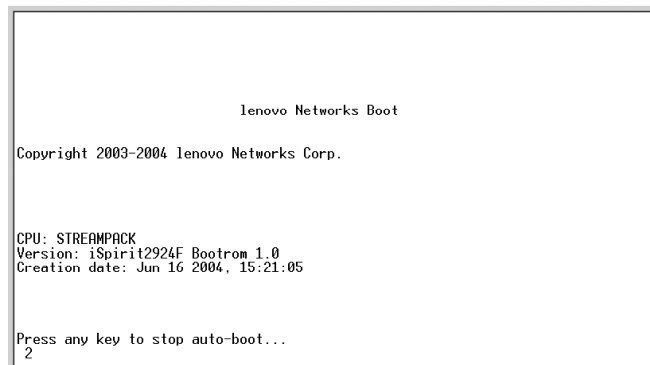 lenovo Networks Boot
Copyright 2003-2004 lenovo Networks Corp.
CPU: STREAMPACK
Version: iSpirit2924F Bootrom 1.0
Creation date: Jun 16 2004, 15:21:05
Press any key to stop auto-boot...
2